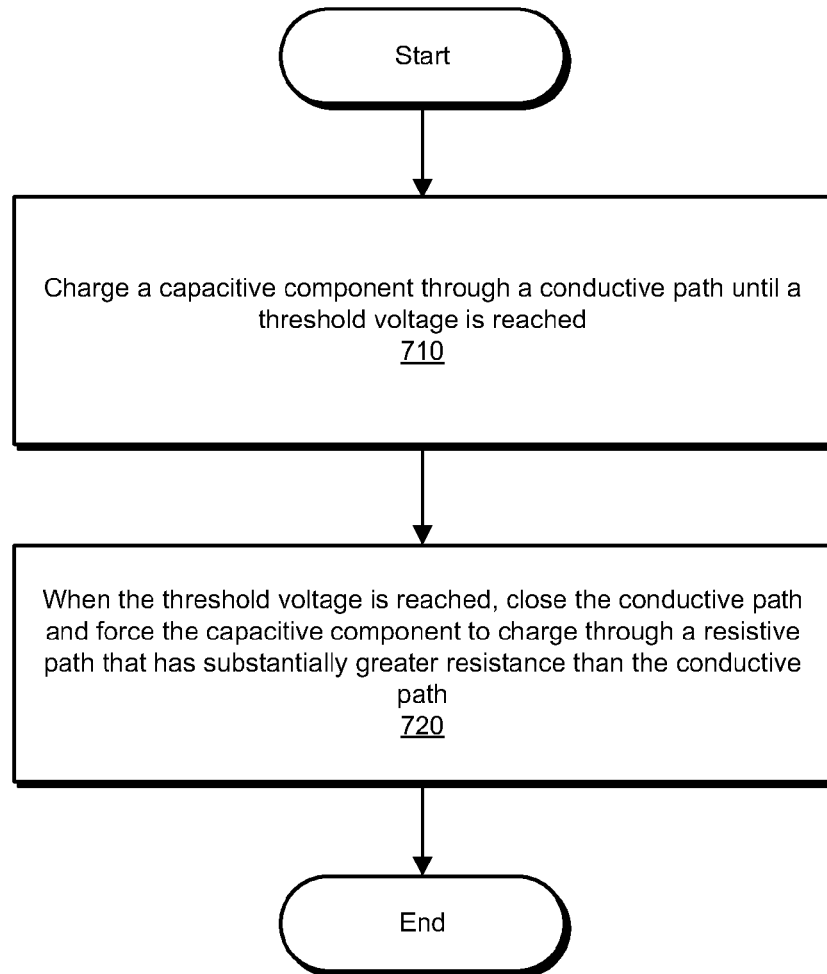 Start
Charge a capacitive component through a conductive path until a
threshold voltage is reached
710
When the threshold voltage is reached, close the conductive path
and force the capacitive component to charge through a resistive
path that has substantially greater resistance than the conductive
path
720
End